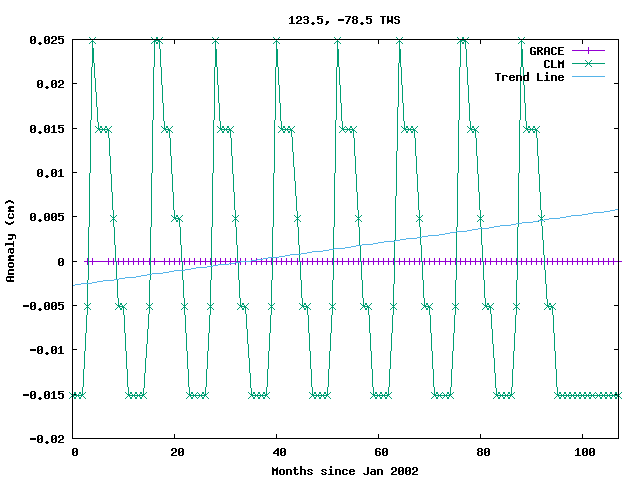 123.5, -78.5 TWS
0.025
0.02
0.015
0.01
0.005
0
-0.005
-0.01
-0.015
-0.02
Anomaly (cm)
GRACE
CLM
Trend Line
0 20 40 60 80 100
Months since Jan 2002